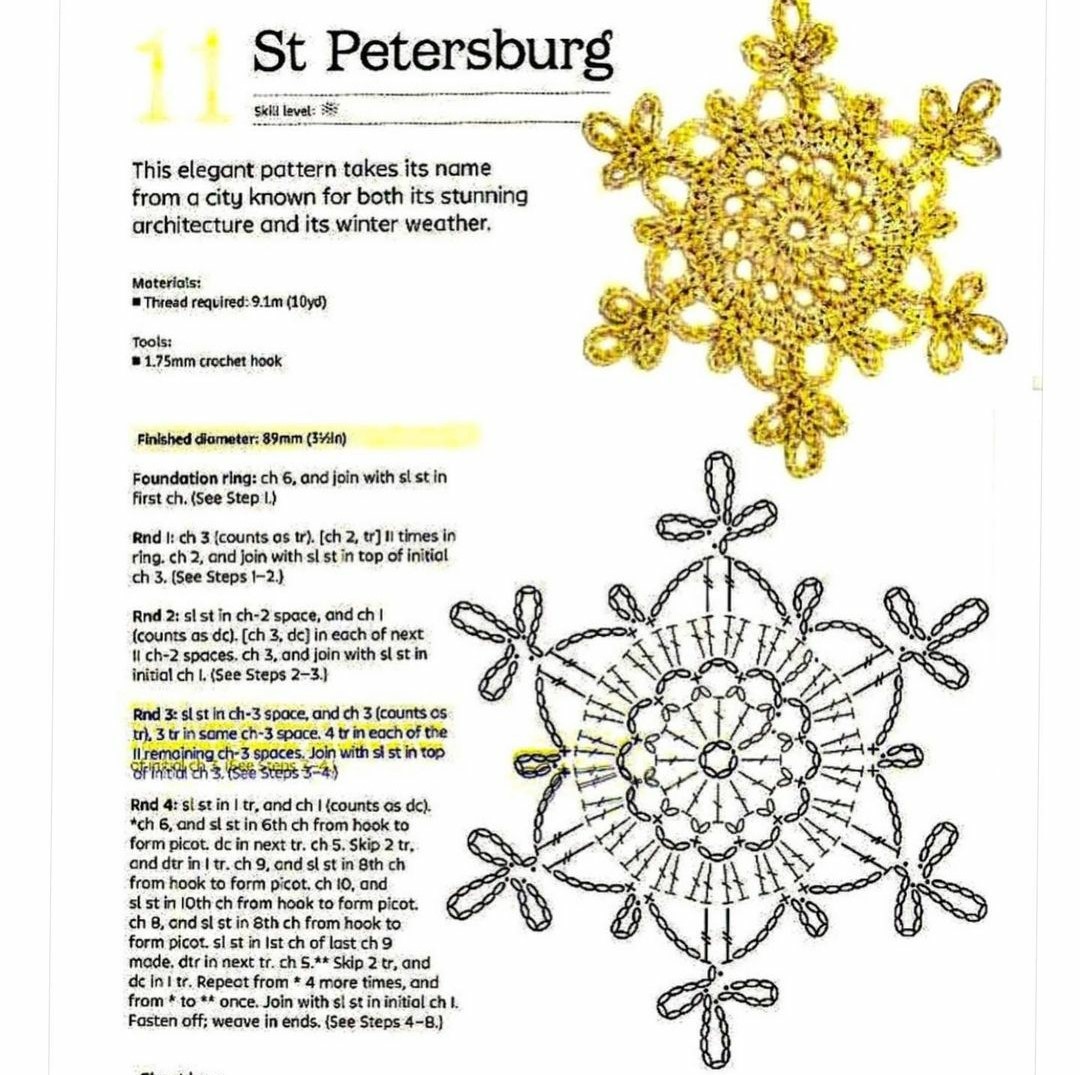 11
St Petersburg
Skill level:
This elegant pattern takes its name
from a city known for both its stunning
architecture and its winter weather.
Materials:
■ Thread required: 9.1m (10yd)
Tools:
■ 1.75mm crochet hook
Finished diameter: 89mm (3½in)
Foundation ring: ch 6, and join with sl st in
first ch. (See Step 1.)
Rnd 1: ch 3 (counts as tr). [ch 2, tr] 11 times in
ring. ch 2, and join with sl st in top of initial
ch 3. (See Steps 1–2.)
Rnd 2: sl st in ch-2 space, and ch 1
(counts as dc). [ch 3, dc] in each of next
11 ch-2 spaces. ch 3, and join with sl st in
initial ch 1. (See Steps 2–3.)
Rnd 3: sl st in ch-3 space, and ch 3 (counts as
tr), 3 tr in same ch-3 space. 4 tr in each of the
11 remaining ch-3 spaces. Join with sl st in top
of initial ch 3. (See Steps 3–4.)
Rnd 4: sl st in 1 tr, and ch 1 (counts as dc).
*ch 6, and sl st in 6th ch from hook to
form picot. dc in next tr. ch 5. Skip 2 tr,
and dtr in 1 tr. ch 9, and sl st in 8th ch
from hook to form picot. ch 10, and
sl st in 10th ch from hook to form picot.
ch 8, and sl st in 8th ch from hook to
form picot. sl st in 1st ch of last ch 9
made. dtr in next tr. ch 5.** Skip 2 tr, and
dc in 1 tr. Repeat from * 4 more times, and
from * to ** once. Join with sl st in initial ch 1.
Fasten off; weave in ends. (See Steps 4–8.)